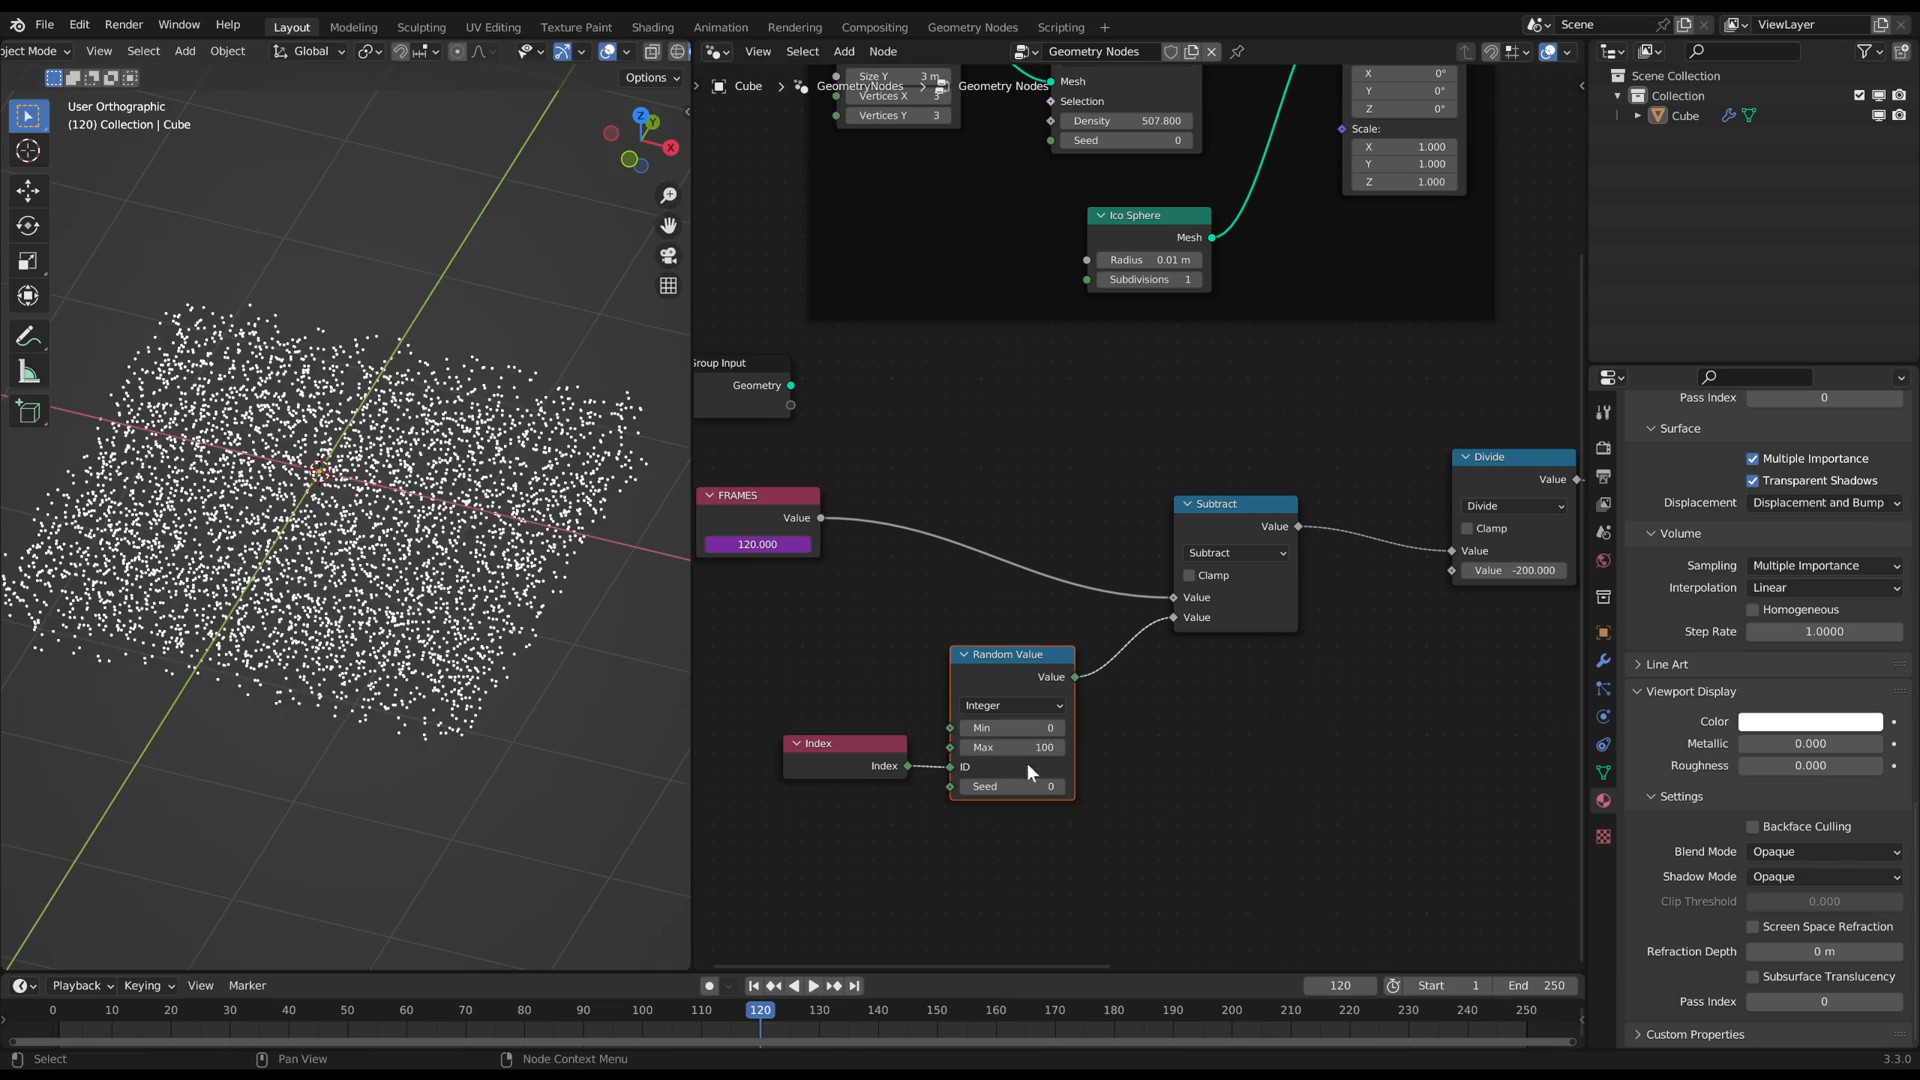 File Edit Render Window Help Layout Modeling Sculpting UV Editing Texture Paint Shading Animation Rendering Compositing Geometry Nodes Scripting + Scene ViewLayer
ject Mode View Select Add Object Global View Select Add Node Geometry Nodes
Options
User Orthographic
(120) Collection | Cube
Z
Y
X
Cube > GeometryNodes > Geometry Nodes
Size Y 3 m
Vertices X 3
Vertices Y 3
Mesh
Selection
Density 507.800
Seed 0
X 0°
Y 0°
Z 0°
Scale:
X 1.000
Y 1.000
Z 1.000
Ico Sphere
Mesh
Radius 0.01 m
Subdivisions 1
Group Input
Geometry
FRAMES
Value
120.000
Index
Index
Random Value
Value
Integer
Min 0
Max 100
ID
Seed 0
Subtract
Value
Subtract
Clamp
Value
Value
Divide
Value
Divide
Clamp
Value
Value -200.000
Scene Collection
Collection
Cube
Pass Index 0
Surface
Multiple Importance
Transparent Shadows
Displacement Displacement and Bump
Volume
Sampling Multiple Importance
Interpolation Linear
Homogeneous
Step Rate 1.0000
Line Art
Viewport Display
Color
Metallic 0.000
Roughness 0.000
Settings
Backface Culling
Blend Mode Opaque
Shadow Mode Opaque
Clip Threshold 0.000
Screen Space Refraction
Refraction Depth 0 m
Subsurface Translucency
Pass Index 0
Custom Properties
Playback Keying View Marker 120 Start 1 End 250
0 10 20 30 40 50 60 70 80 90 100 110 120 130 140 150 160 170 180 190 200 210 220 230 240 250
Select Pan View Node Context Menu 3.3.0